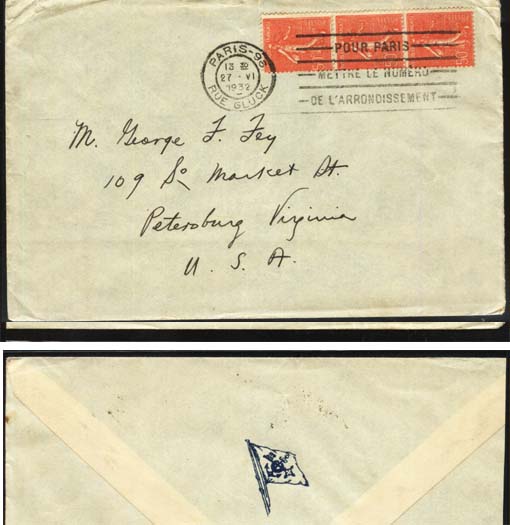 PARIS-96
13 30
27 - VI
1932
RUE GLUCK
POUR PARIS
METTRE LE NUMERO
DE L'ARRONDISSEMENT
M. George F. Fey
109 So Market St.
Petersburg Virginia
U. S. A.